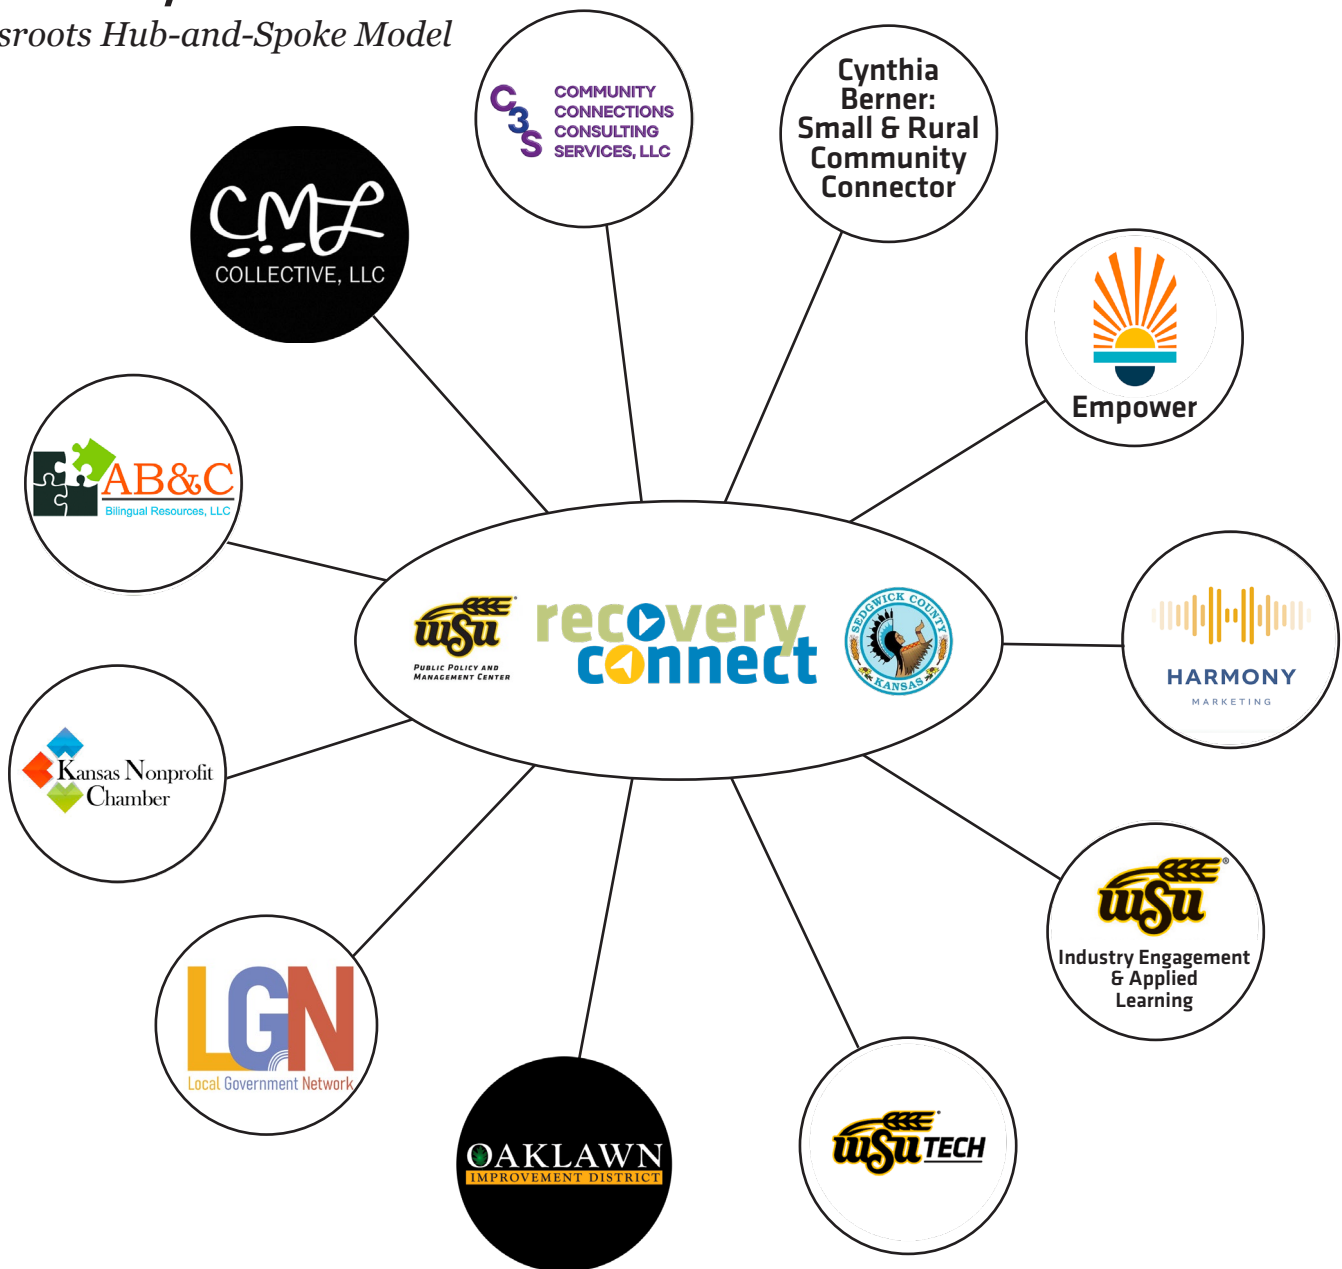 Hub-and-Spoke Model
COMMUNITY
CONNECTIONS
CONSULTING
SERVICES, LLC
C3S
Cynthia
Berner:
Small & Rural
Community
Connector
CML
COLLECTIVE, LLC
Empower
AB&C
Bilingual Resources, LLC
WSU
PUBLIC POLICY AND
MANAGEMENT CENTER
recovery
connect
SEDGWICK COUNTY
KANSAS
HARMONY
MARKETING
Kansas Nonprofit
Chamber
WSU
Industry Engagement
& Applied
Learning
LGN
Local Government Network
OAKLAWN
IMPROVEMENT DISTRICT
WSU TECH